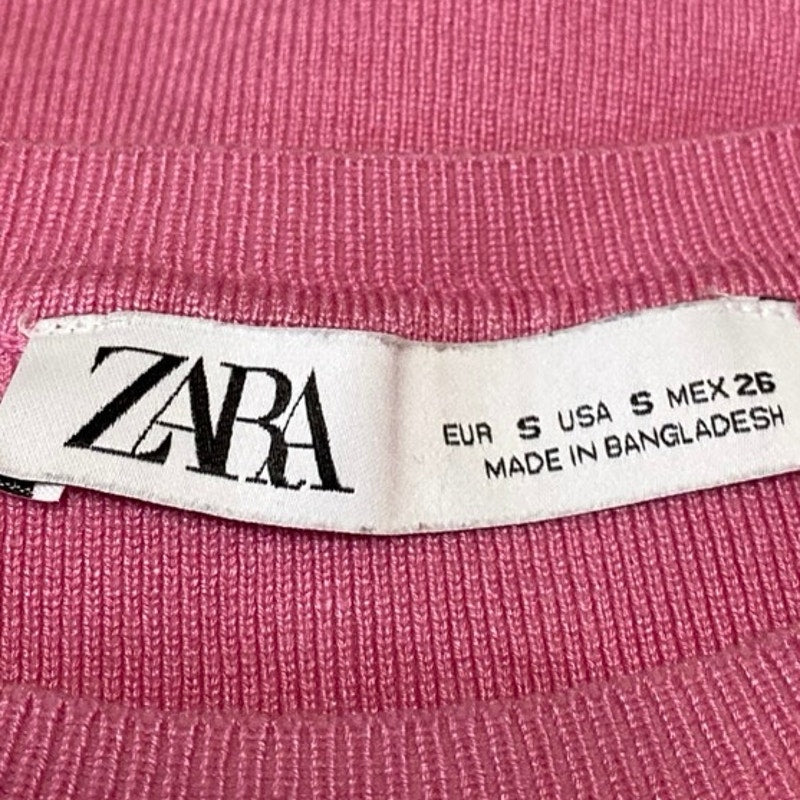 ZARA
EUR S USA S MEX 26
MADE IN BANGLADESH